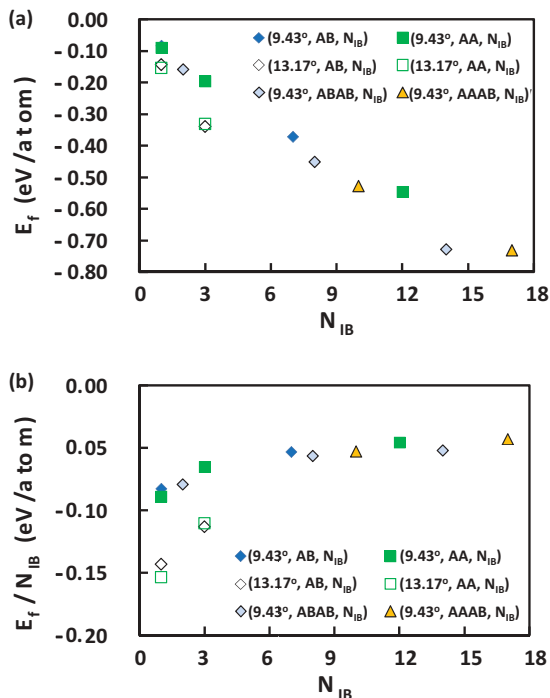 (a)
0.00
- 0.10
- 0.20
- 0.30
- 0.40
- 0.50
- 0.60
- 0.70
- 0.80
E_f (eV/atom)
(9.43°, AB, N_IB) (9.43°, AA, N_IB)
(13.17°, AB, N_IB) (13.17°, AA, N_IB)
(9.43°, ABAB, N_IB) (9.43°, AAAB, N_IB)'
0 3 6 9 12 15 18
N_IB
(b)
0.00
0.05
- 0.10
- 0.15
- 0.20
E_f / N_IB (eV/atom)
(9.43°, AB, N_IB) (9.43°, AA, N_IB)
(13.17°, AB, N_IB) (13.17°, AA, N_IB)
(9.43°, ABAB, N_IB) (9.43°, AAAB, N_IB)
0 3 6 9 12 15 18
N_IB